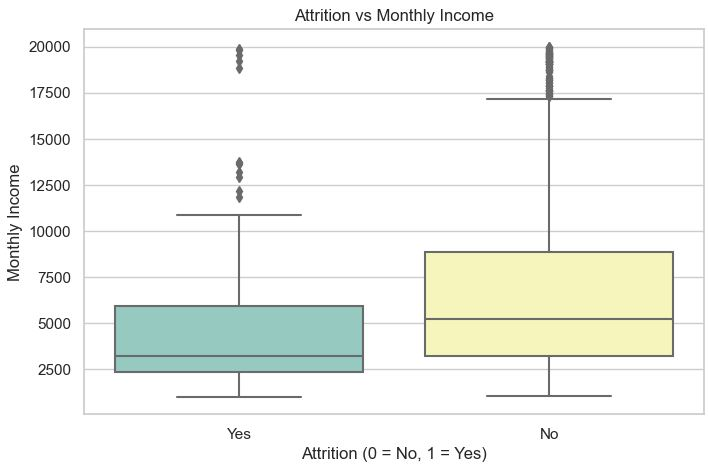 Attrition vs Monthly Income
20000
17500
15000
12500
10000
7500
5000
2500
Monthly Income
Yes
No
Attrition (0 = No, 1 = Yes)